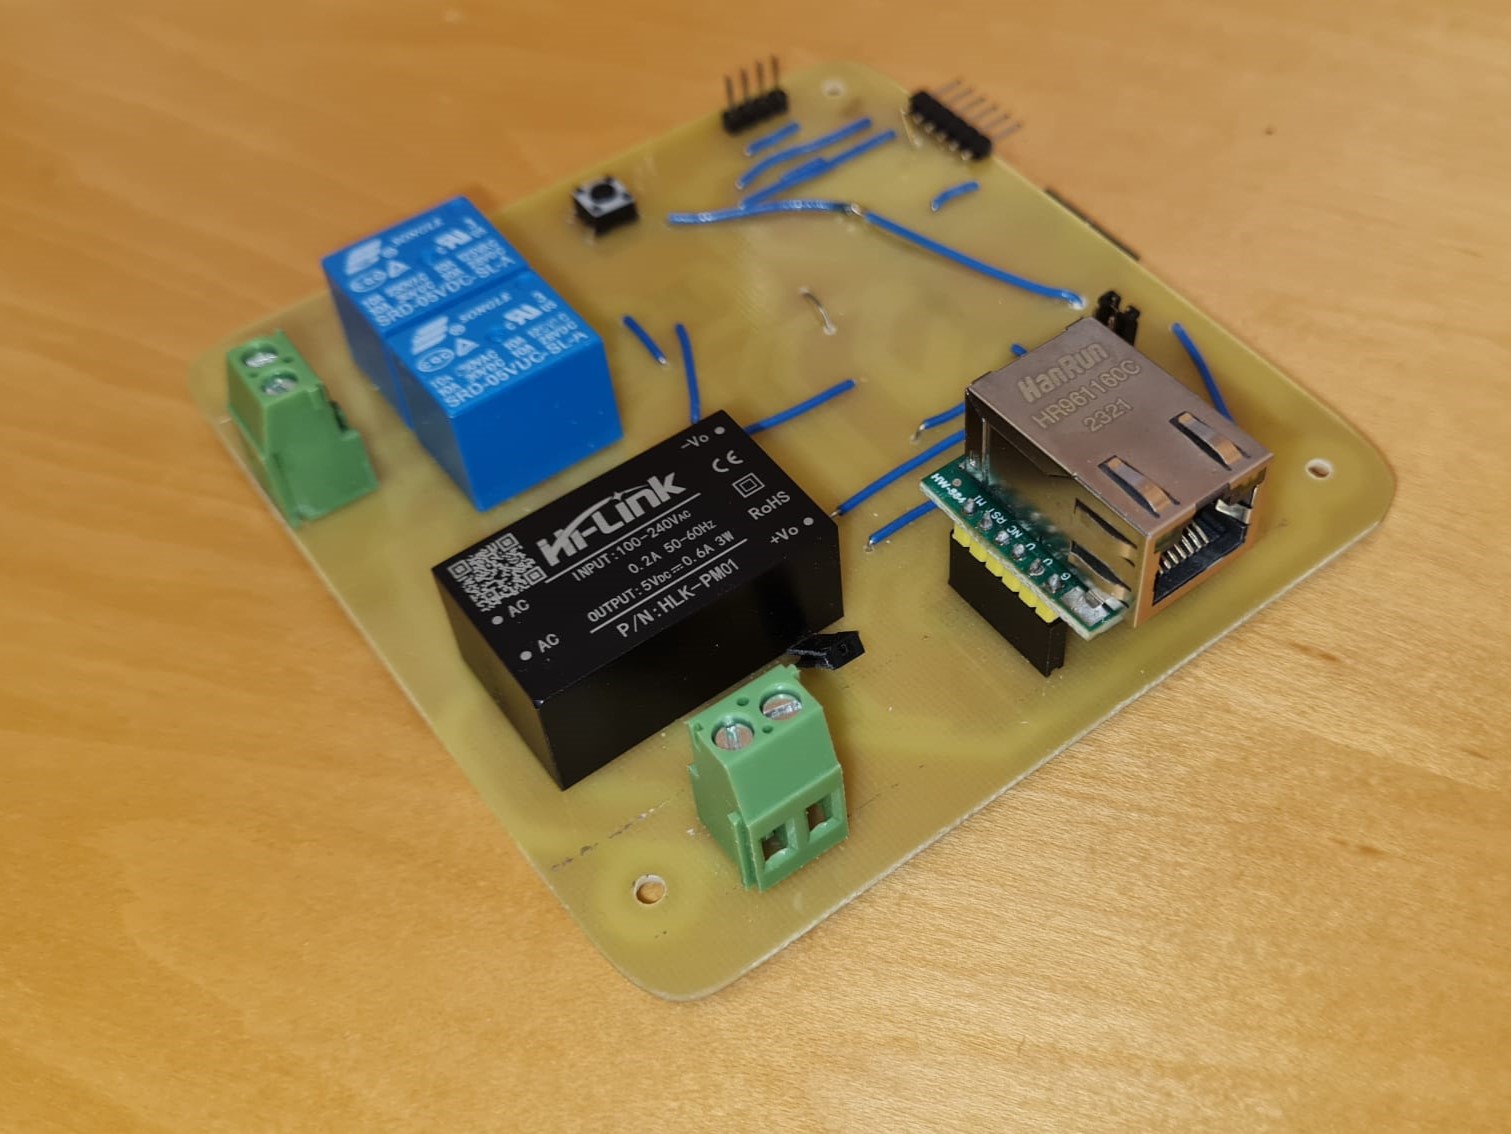 SONGLE
SRD-05VDC-SL-A
SONGLE
SRD-05VDC-SL-A
-Vo
Hi-Link
INPUT:100-240VAC
0.2A 50-60Hz
OUTPUT:5VDC⎓0.6A 3W
P/N:HLK-PM01
CE
RoHS
+Vo
AC
AC
HanRun
HR961160C
2321
RST
NC
G